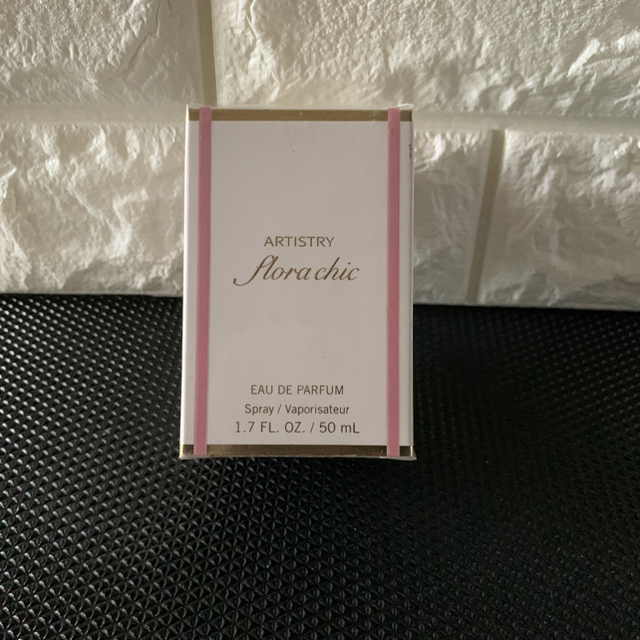 ARTISTRY
flora chic
EAU DE PARFUM
Spray / Vaporisateur
1.7 FL. OZ. / 50 mL